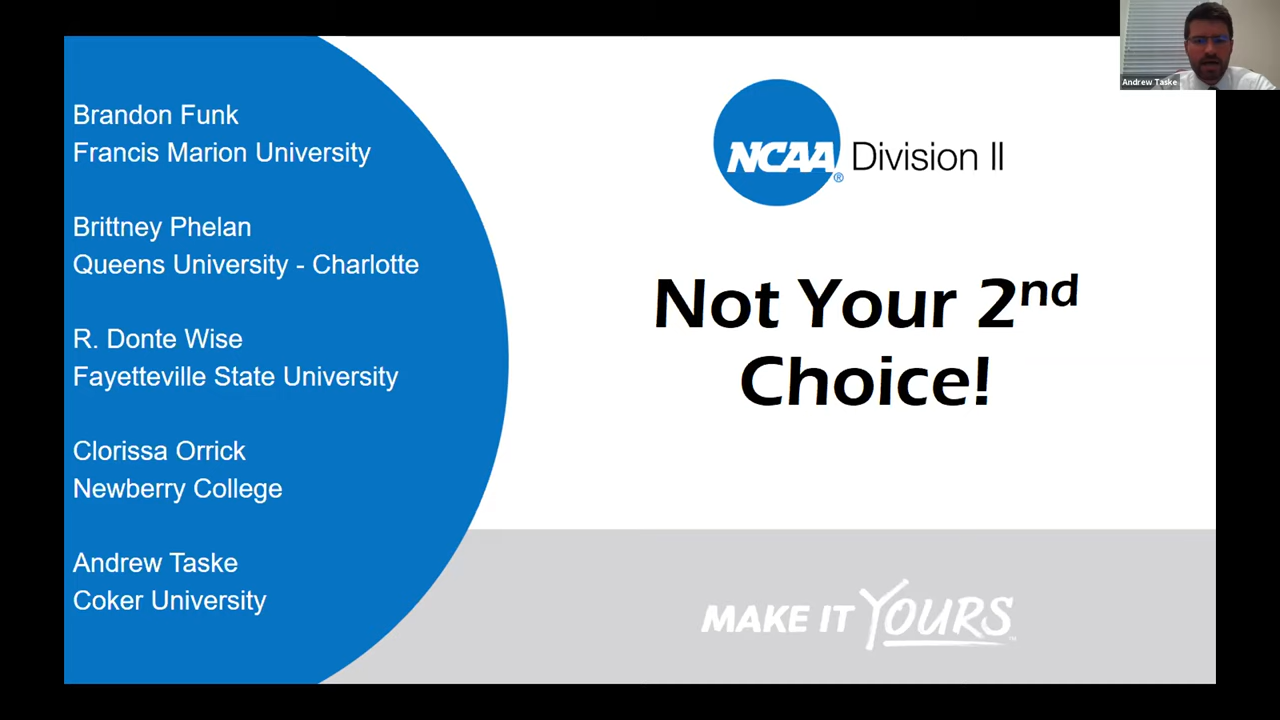 Brandon Funk
Francis Marion University
Brittney Phelan
Queens University - Charlotte
R. Donte Wise
Fayetteville State University
Clorissa Orrick
Newberry College
Andrew Taske
Coker University
NCAA® Division II
Not Your 2nd
Choice!
MAKE IT YOURS™
Andrew Taske